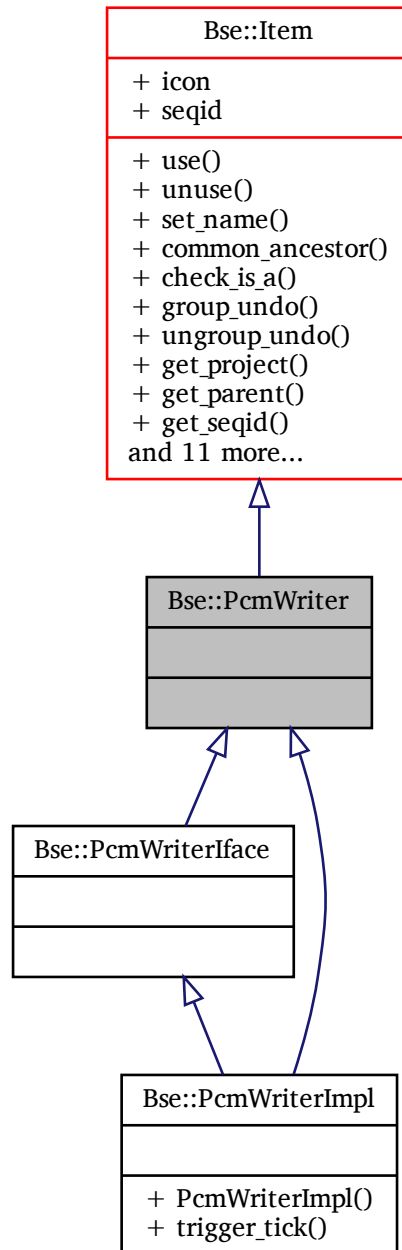 Bse::Item
+ icon
+ seqid
+ use()
+ unuse()
+ set_name()
+ common_ancestor()
+ check_is_a()
+ group_undo()
+ ungroup_undo()
+ get_project()
+ get_parent()
+ get_seqid()
and 11 more...
Bse::PcmWriter
Bse::PcmWriterIface
Bse::PcmWriterImpl
+ PcmWriterImpl()
+ trigger_tick()